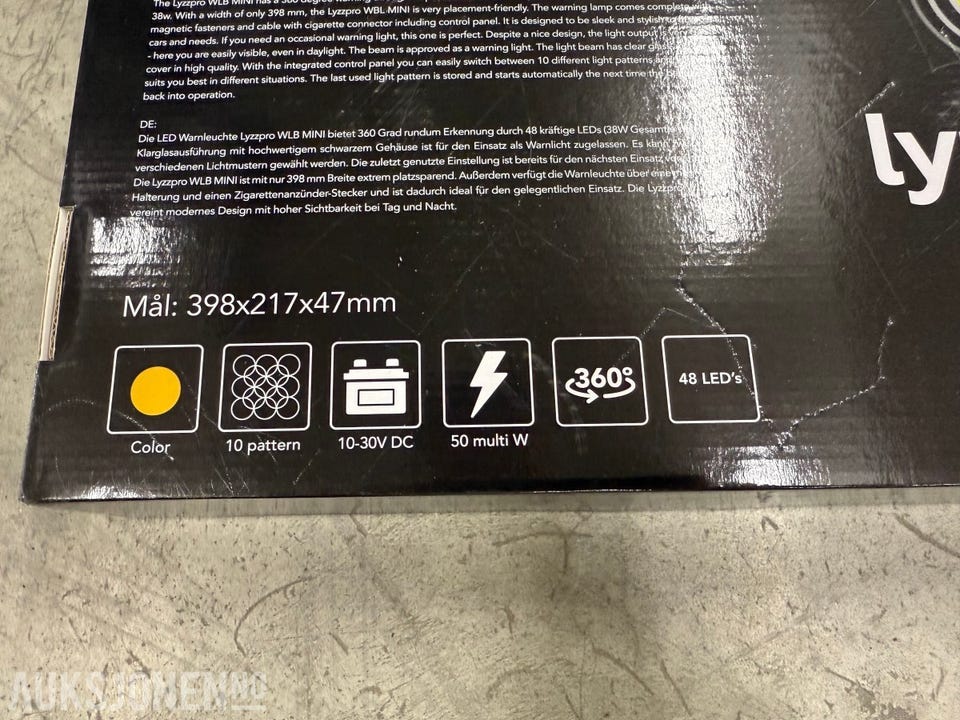 The Lyzzpro WLB MINI has a 360 degree warning
38w. With a width of only 398 mm, the Lyzzpro WBL MINI is very placement-friendly. The warning lamp comes complete with
magnetic fasteners and cable with cigarette connector including control panel. It is designed to be sleek and stylish
cars and needs. If you need an occasional warning light, this one is perfect. Despite a nice design, the light output
- here you are easily visible, even in daylight. The beam is approved as a warning light. The light beam has clear
cover in high quality. With the integrated control panel you can easily switch between 10 different light patterns
suits you best in different situations. The last used light pattern is stored and starts automatically the next time the
back into operation.
DE:
Die LED Warnleuchte Lyzzpro WLB MINI bietet 360 Grad rundum Erkennung durch 48 kräftige LEDs (38W
Klarglasausführung mit hochwertigem schwarzem Gehäuse ist für den Einsatz als Warnlicht zugelassen. Es
verschiedenen Lichtmustern gewählt werden. Die zuletzt genutzte Einstellung ist bereits für den nächsten Einsatz
Die Lyzzpro WLB MINI ist mit nur 398 mm Breite extrem platzsparend. Außerdem verfügt die Warnleuchte über
Halterung und einen Zigarettenanzünder-Stecker und ist dadurch ideal für den gelegentlichen Einsatz. Die
vereint modernes Design mit hoher Sichtbarkeit bei Tag und Nacht.
ly
Mål: 398x217x47mm
360°
48 LED's
Color
10 pattern
10-30V DC
50 multi W
AUKSJONEN.NO